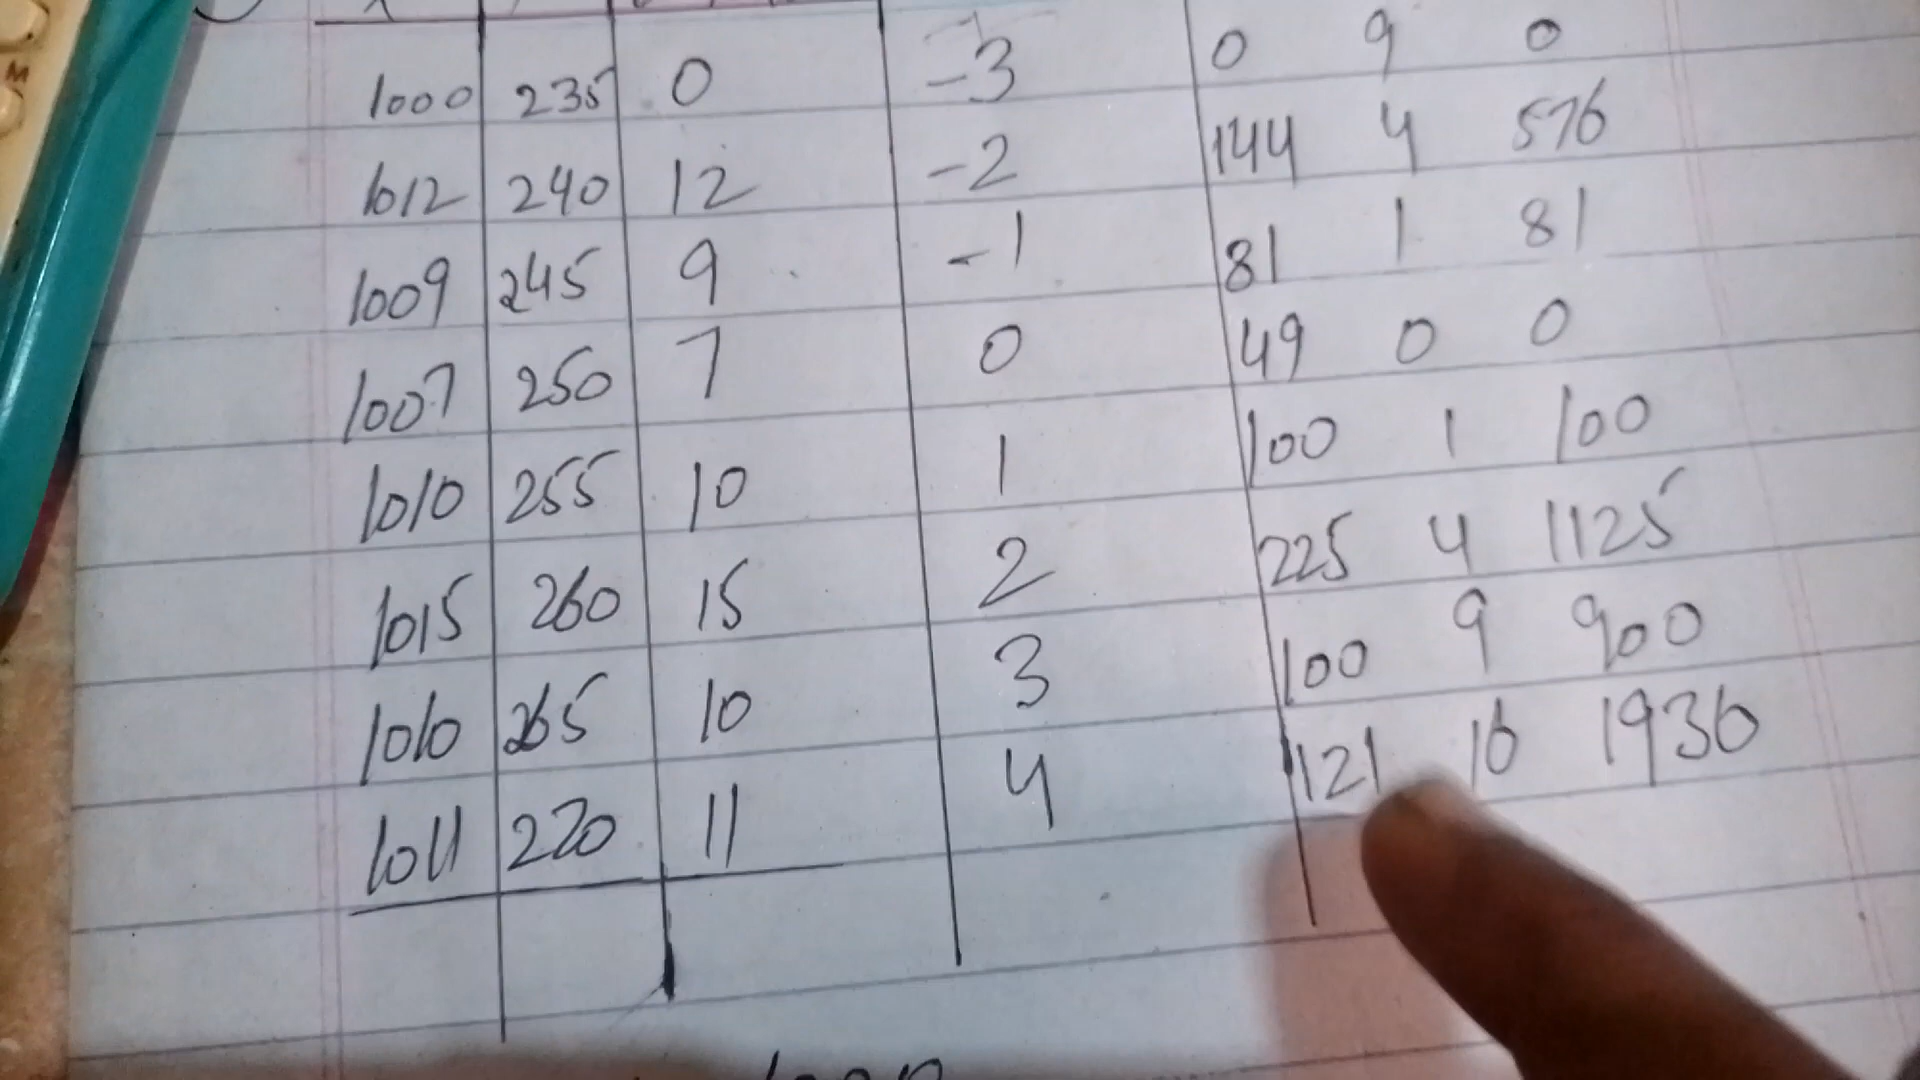 M
1000 235 0 -3 0 9 0
1012 240 12 -2 144 4 576
1009 245 9 -1 81 1 81
1007 250 7 0 49 0 0
1010 255 10 1 100 1 100
1015 260 15 2 225 4 1125
1010 265 10 3 100 9 900
1011 270 11 4 121 16 1936